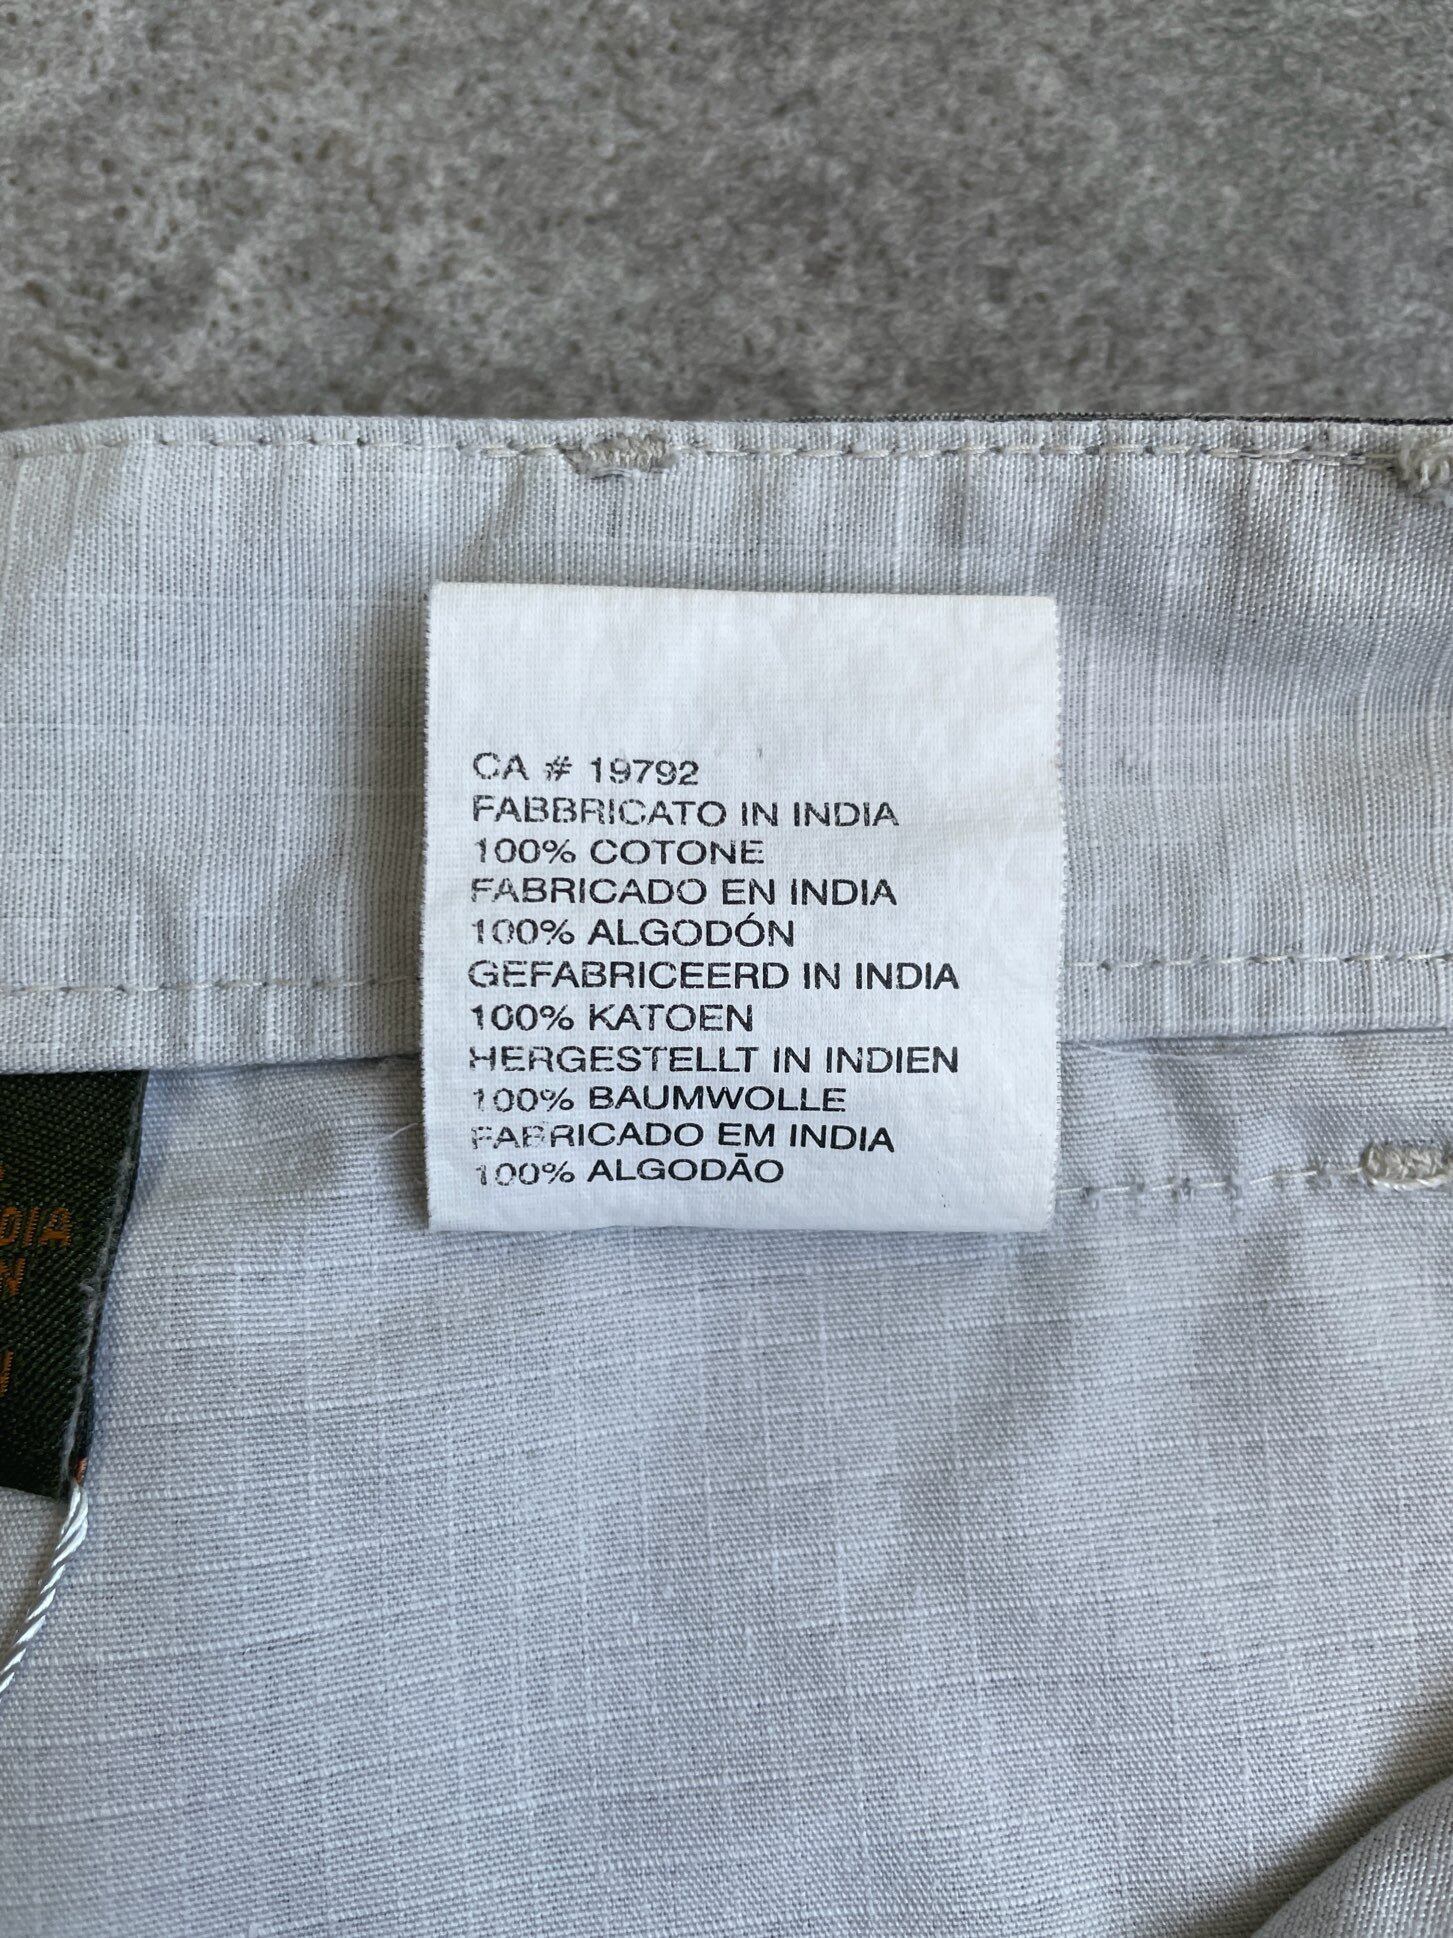 CA # 19792
FABBRICATO IN INDIA
100% COTONE
FABRICADO EN INDIA
100% ALGODÓN
GEFABRICEERD IN INDIA
100% KATOEN
HERGESTELLT IN INDIEN
100% BAUMWOLLE
FABRICADO EM INDIA
100% ALGODĀO